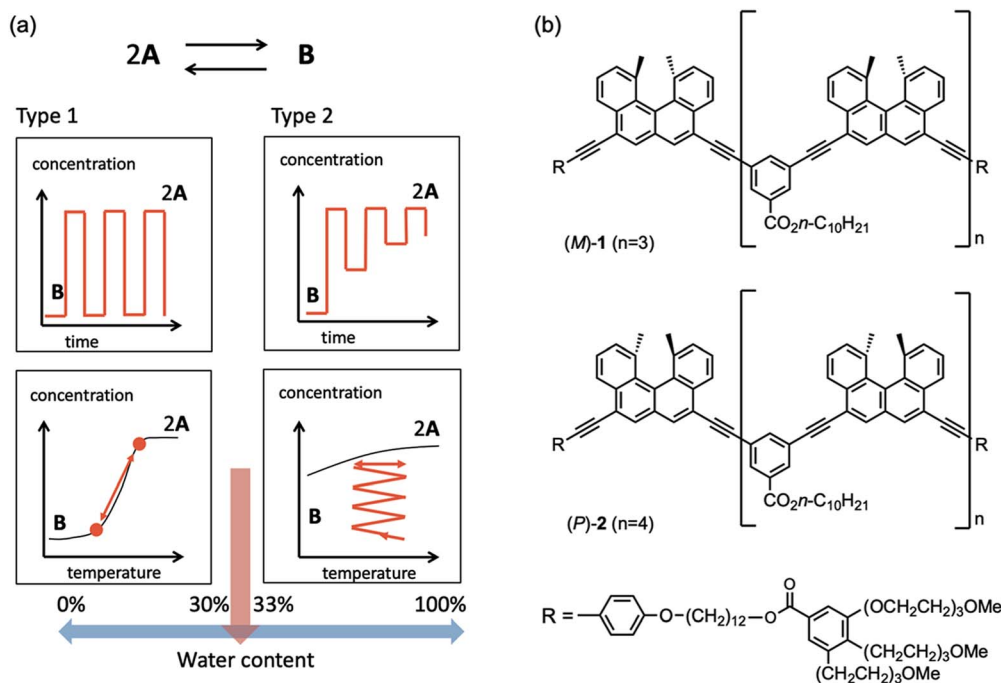 (a)
2A B
Type 1
Type 2
concentration
2A
B
time
concentration
2A
B
time
concentration
2A
B
temperature
concentration
2A
B
temperature
0% 30% 33% 100%
Water content
(b)
R
R
CO2n-C10H21
n
(M)-1 (n=3)
R
R
CO2n-C10H21
n
(P)-2 (n=4)
R = O—(CH2)12—O
O
(OCH2CH2)3OMe
(CH2CH2)3OMe
(CH2CH2)3OMe